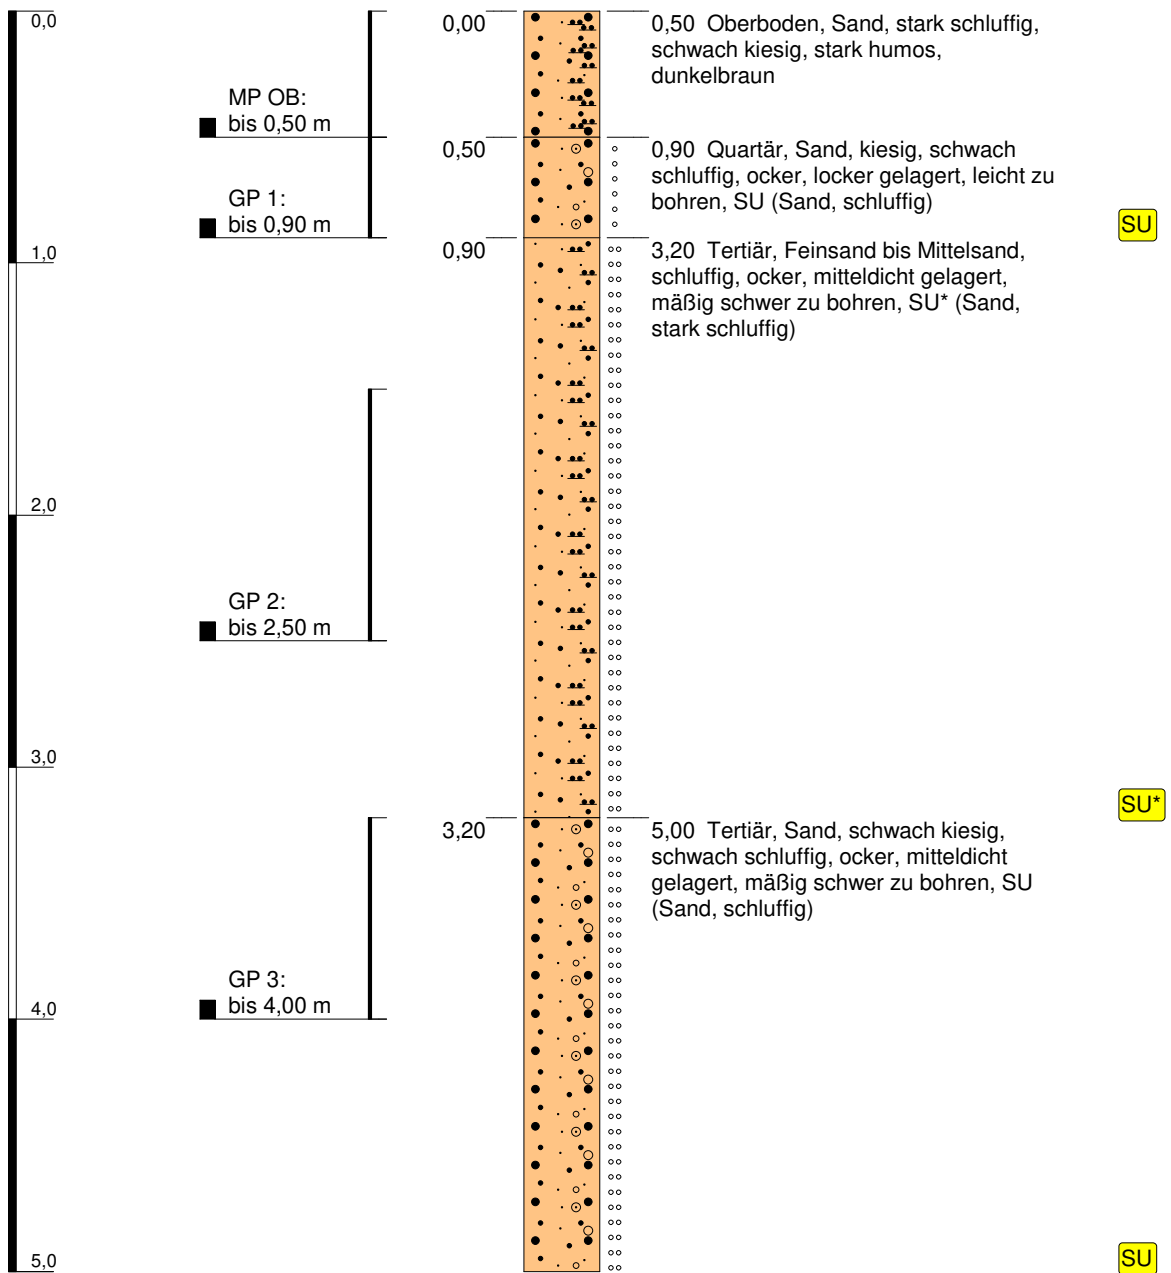 0,0
0,00
0,50 Oberboden, Sand, stark schluffig,
schwach kiesig, stark humos,
dunkelbraun
MP OB:
bis 0,50 m
0,50
0,90 Quartär, Sand, kiesig, schwach
schluffig, ocker, locker gelagert, leicht zu
bohren, SU (Sand, schluffig)
GP 1:
bis 0,90 m
SU
1,0
0,90
3,20 Tertiär, Feinsand bis Mittelsand,
schluffig, ocker, mitteldicht gelagert,
mäßig schwer zu bohren, SU* (Sand,
stark schluffig)
2,0
GP 2:
bis 2,50 m
3,0
SU*
3,20
5,00 Tertiär, Sand, schwach kiesig,
schwach schluffig, ocker, mitteldicht
gelagert, mäßig schwer zu bohren, SU
(Sand, schluffig)
GP 3:
bis 4,00 m
4,0
5,0
SU